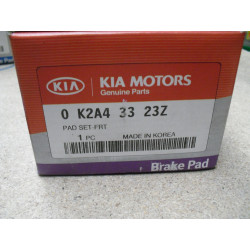 KIA KIA MOTORS
Genuine Parts
0 K2A4 33 23Z
PAD SET-FRT
1 PC MADE IN KOREA
Brake Pad